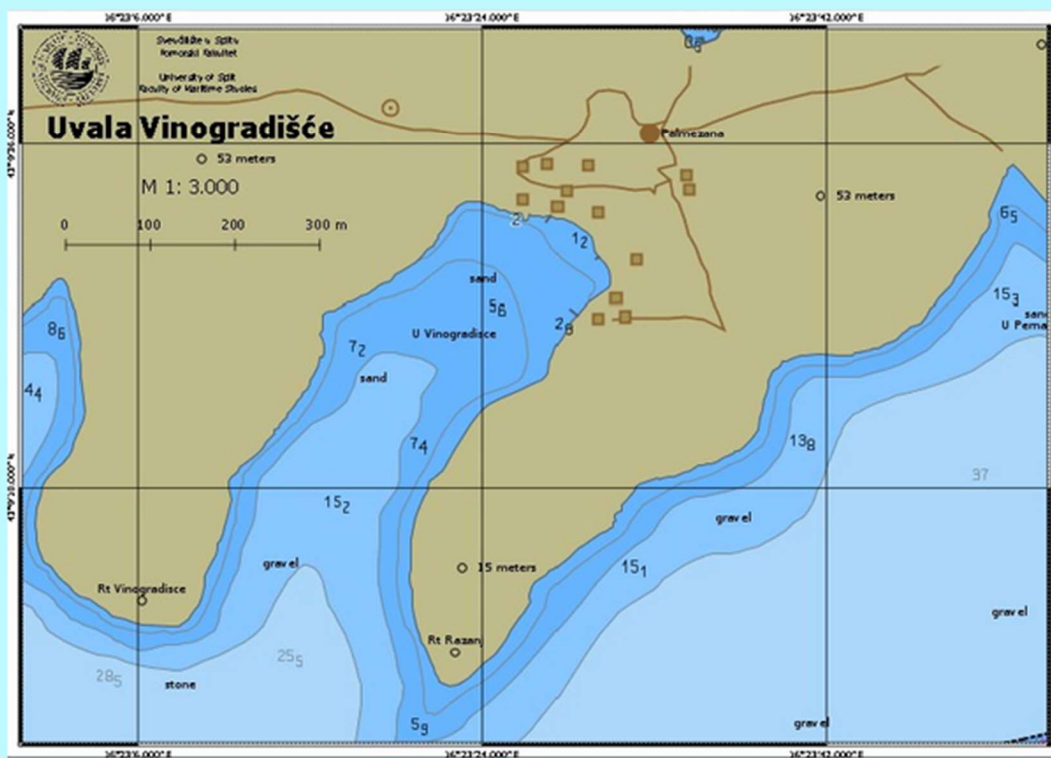 16°23'6.000"E 16°23'24.000"E 16°23'42.000"E
Sveučilište u Splitu
Pomorski Fakultet
University of Split
Faculty of Maritime Studies
Uvala Vinogradišće
Palmezana
53 meters
M 1: 3.000
53 meters
0 100 200 300 m
2
1₂
6₅
sand
5₆
15₃
sand
8₆
2₈
U Vinogradisce
U Perna
7₂
sand
4₄
7₄
13₈
37
15₂
gravel
gravel
15 meters
15₁
Rt Vinogradisce
gravel
Rt Razanj
25₅
28₅
stone
5₉
gravel
16°23'6.000"E 16°23'24.000"E 16°23'42.000"E